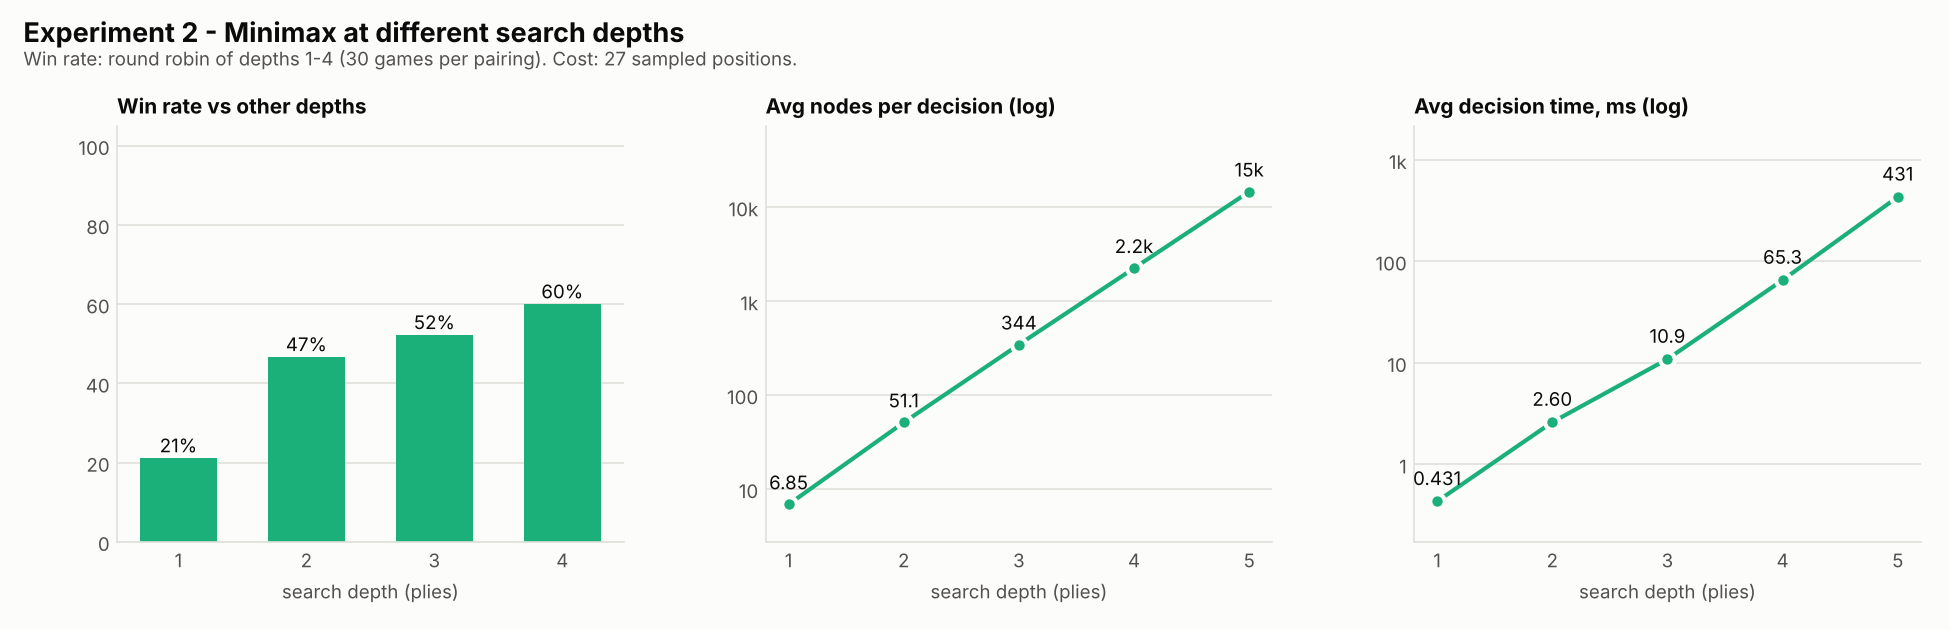 Experiment 2 - Minimax at different search depths
Win rate: round robin of depths 1-4 (30 games per pairing). Cost: 27 sampled positions.
Win rate vs other depths
100
80
60
40
20
0
21%
47%
52%
60%
1 2 3 4
search depth (plies)
Avg nodes per decision (log)
10k
1k
100
10
6.85
51.1
344
2.2k
15k
1 2 3 4 5
search depth (plies)
Avg decision time, ms (log)
1k
100
10
1
0.431
2.60
10.9
65.3
431
1 2 3 4 5
search depth (plies)